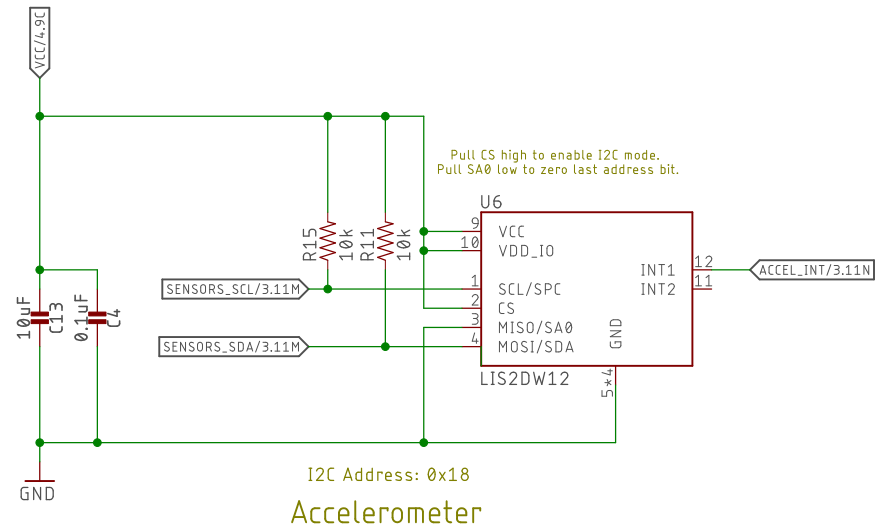 VCC/4.9C
Pull CS high to enable I2C mode.
Pull SA0 low to zero last address bit.
U6
R15
10k
R11
10k
9
VCC
10
VDD_IO
1
SCL/SPC
2
CS
3
MISO/SA0
4
MOSI/SDA
INT1
12
INT2
11
GND
5*4
ACCEL_INT/3.11N
SENSORS_SCL/3.11M
SENSORS_SDA/3.11M
10uF
C13
0.1uF
C4
LIS2DW12
GND
I2C Address: 0x18
Accelerometer